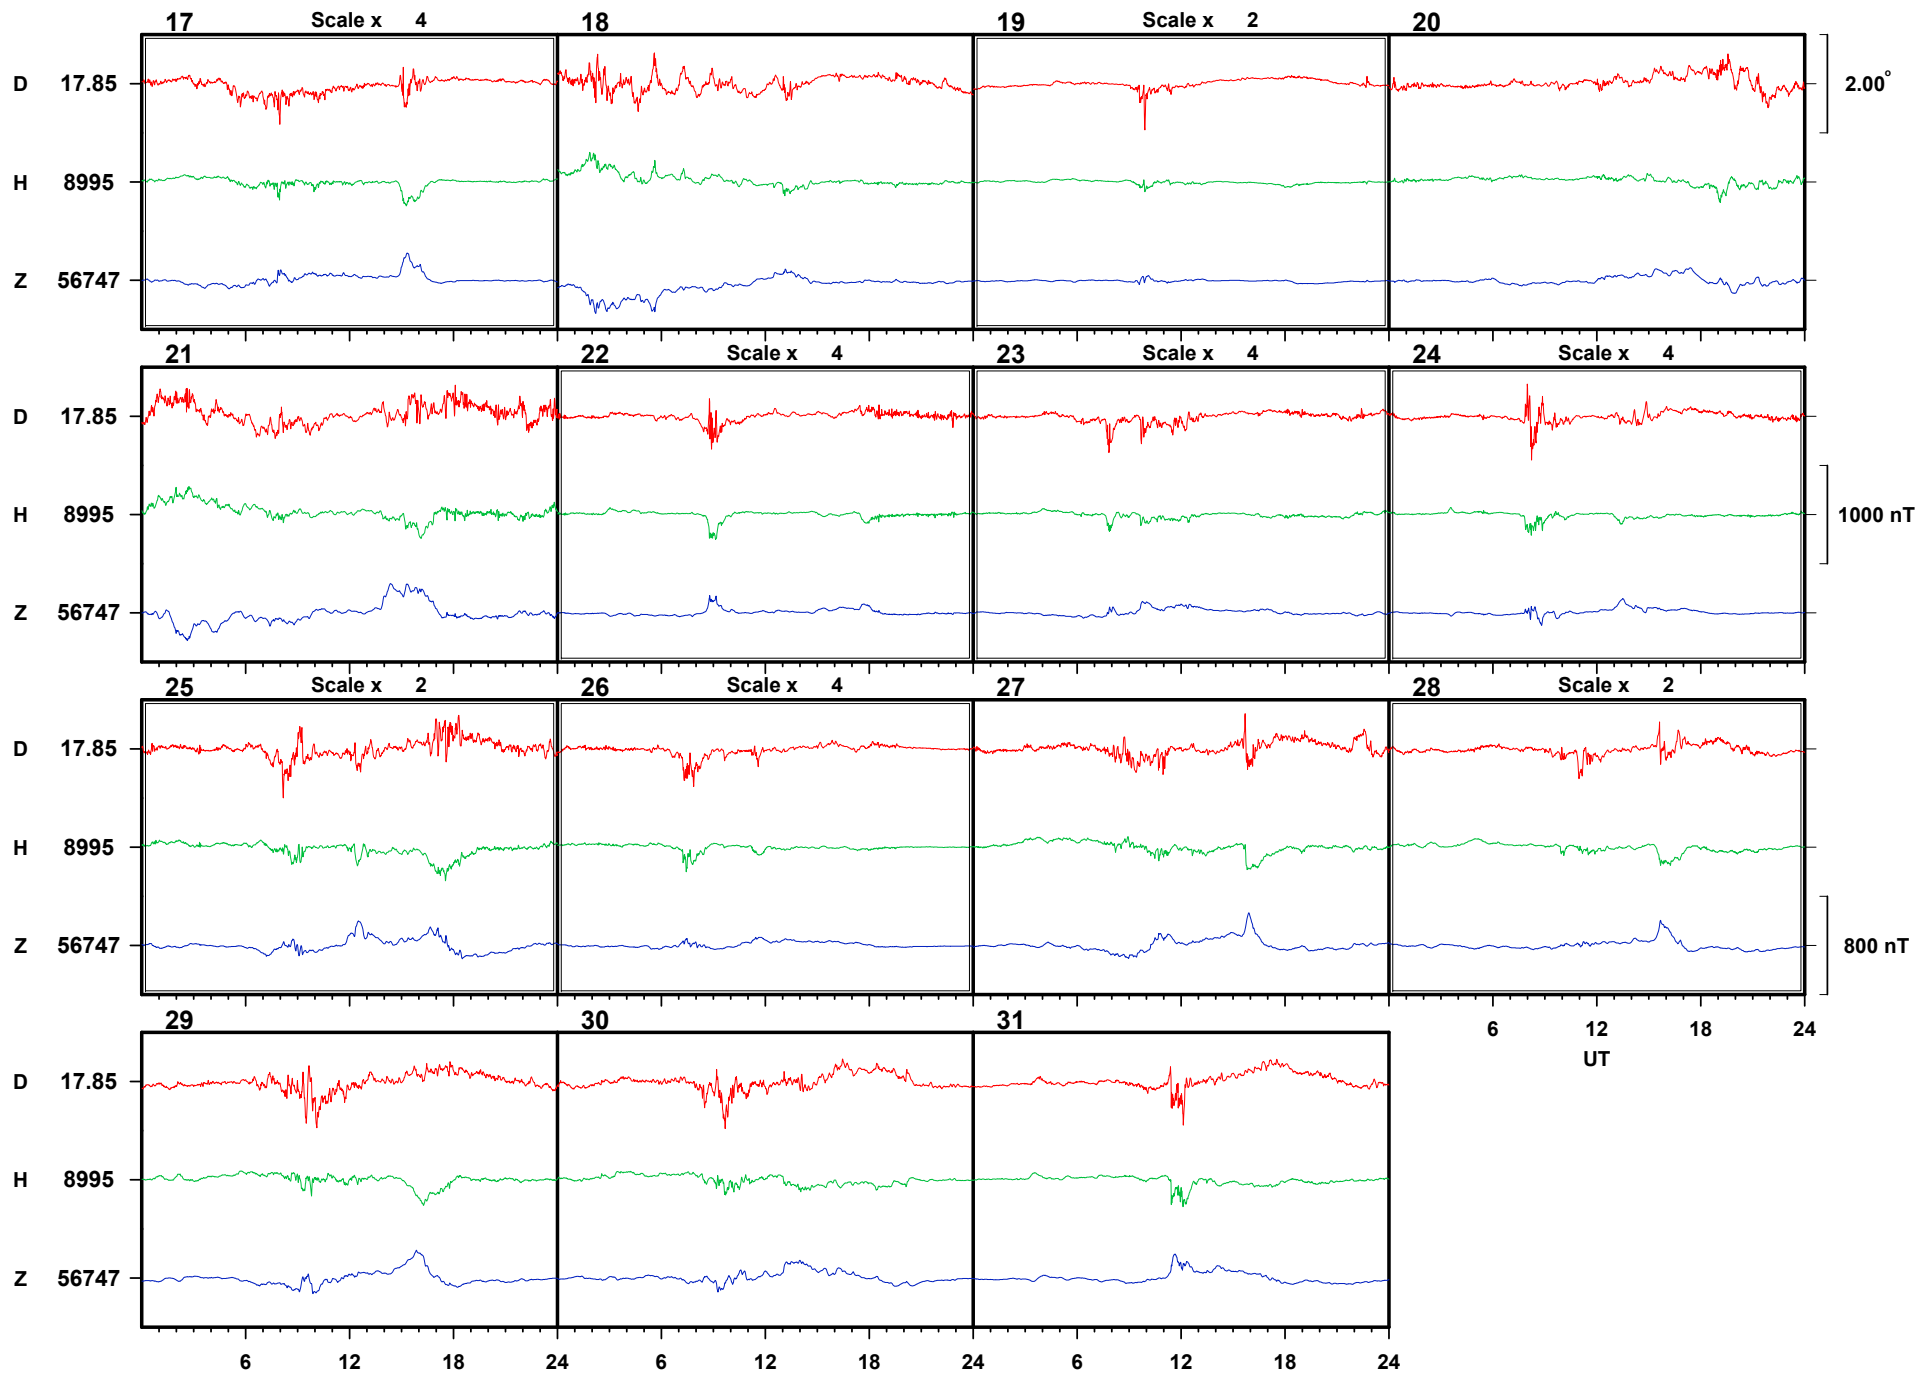 17 Scale x 4 18 19 Scale x 2 20
D 17.85 2.00°
H 8995
Z 56747
21 22 Scale x 4 23 Scale x 4 24 Scale x 4
D 17.85
H 8995 1000 nT
Z 56747
25 Scale x 2 26 Scale x 4 27 28 Scale x 2
D 17.85
H 8995
Z 56747 800 nT
29 30 31
6 12 18 24
UT
D 17.85
H 8995
Z 56747
6 12 18 24 6 12 18 24 6 12 18 24